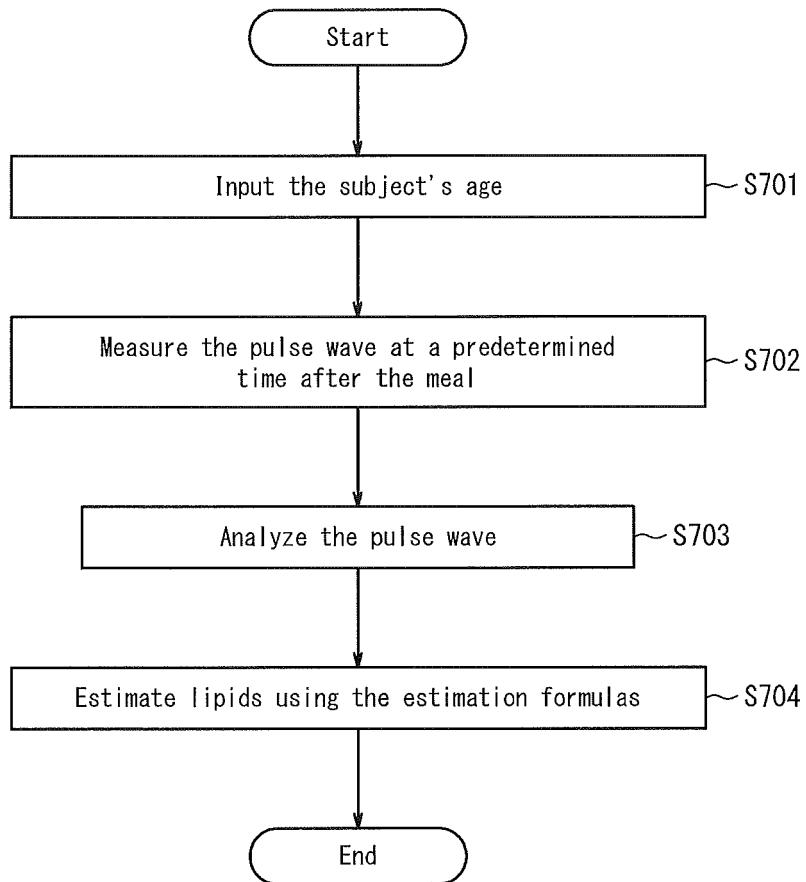 Start
Input the subject's age
S701
Measure the pulse wave at a predetermined
time after the meal
S702
Analyze the pulse wave
S703
Estimate lipids using the estimation formulas
S704
End